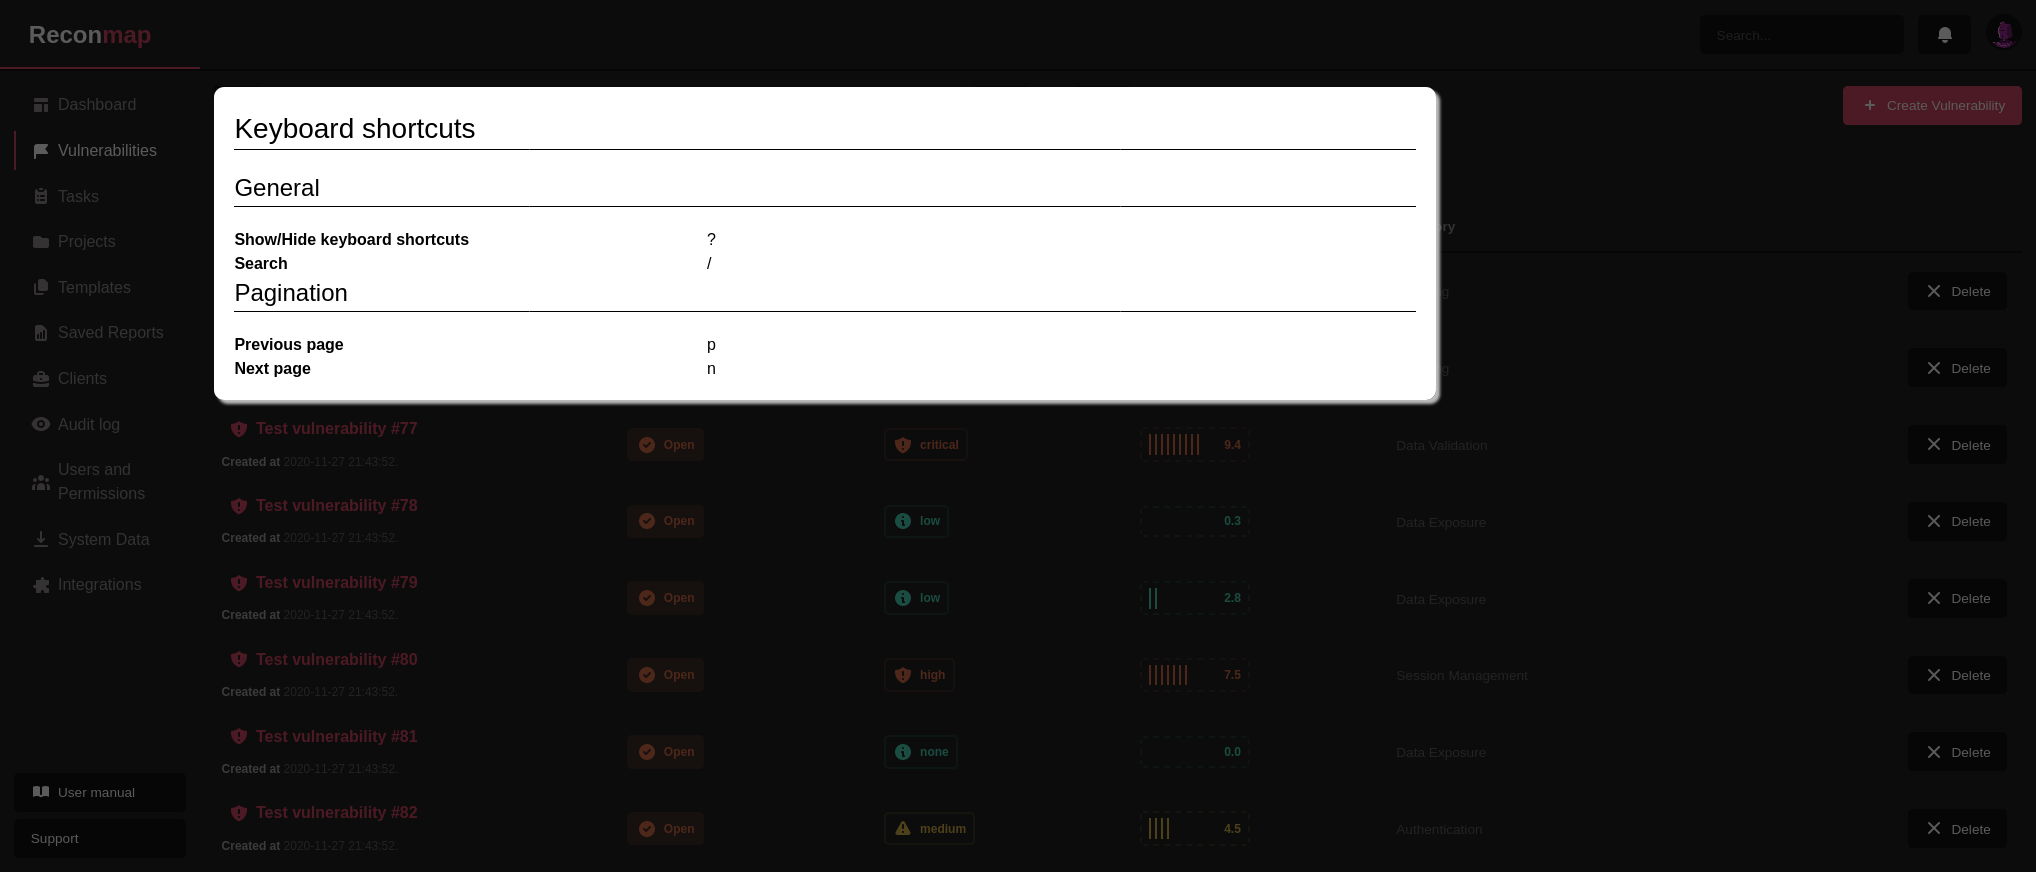 Reconmap
Search...
Dashboard
Vulnerabilities
Tasks
Projects
Templates
Saved Reports
Clients
Audit log
Users and
Permissions
System Data
Integrations
User manual
Support
Create Vulnerability
Keyboard shortcuts
General
Show/Hide keyboard shortcuts ?
Search /
Pagination
Previous page p
Next page n
ry
g Delete
g Delete
Test vulnerability #77 Open critical 9.4 Data Validation Delete
Created at 2020-11-27 21:43:52.
Test vulnerability #78 Open low 0.3 Data Exposure Delete
Created at 2020-11-27 21:43:52.
Test vulnerability #79 Open low 2.8 Data Exposure Delete
Created at 2020-11-27 21:43:52.
Test vulnerability #80 Open high 7.5 Session Management Delete
Created at 2020-11-27 21:43:52.
Test vulnerability #81 Open none 0.0 Data Exposure Delete
Created at 2020-11-27 21:43:52.
Test vulnerability #82 Open medium 4.5 Authentication Delete
Created at 2020-11-27 21:43:52.